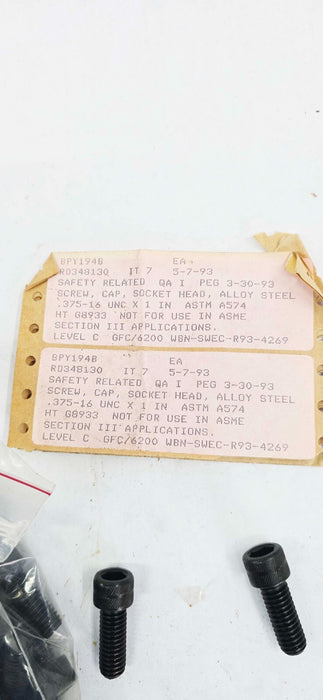 BPY194B EA
RD348130 IT 7 5-7-93
SAFETY RELATED QA I PEG 3-30-93
SCREW, CAP, SOCKET HEAD, ALLOY STEEL
.375-16 UNC X 1 IN ASTM A574
HT G8933 NOT FOR USE IN ASME
SECTION III APPLICATIONS.
LEVEL C GFC/6200 WBN-SWEC-R93-4269
BPY194B EA
RD348130 IT 7 5-7-93
SAFETY RELATED QA I PEG 3-30-93
SCREW, CAP, SOCKET HEAD, ALLOY STEEL
.375-16 UNC X 1 IN ASTM A574
HT G8933 NOT FOR USE IN ASME
SECTION III APPLICATIONS.
LEVEL C GFC/6200 WBN-SWEC-R93-4269